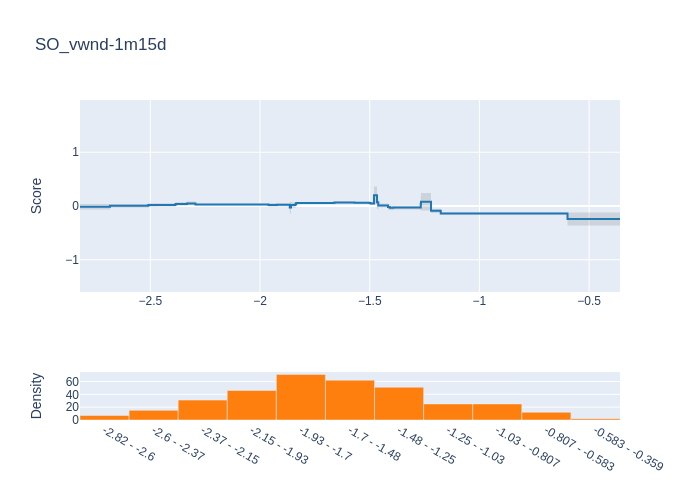 SO_vwnd-1m15d
Score
1
0
−1
−2.5
−2
−1.5
−1
−0.5
Density
60
40
20
0
-2.82 - -2.6
-2.6 - -2.37
-2.37 - -2.15
-2.15 - -1.93
-1.93 - -1.7
-1.7 - -1.48
-1.48 - -1.25
-1.25 - -1.03
-1.03 - -0.807
-0.807 - -0.583
-0.583 - -0.359